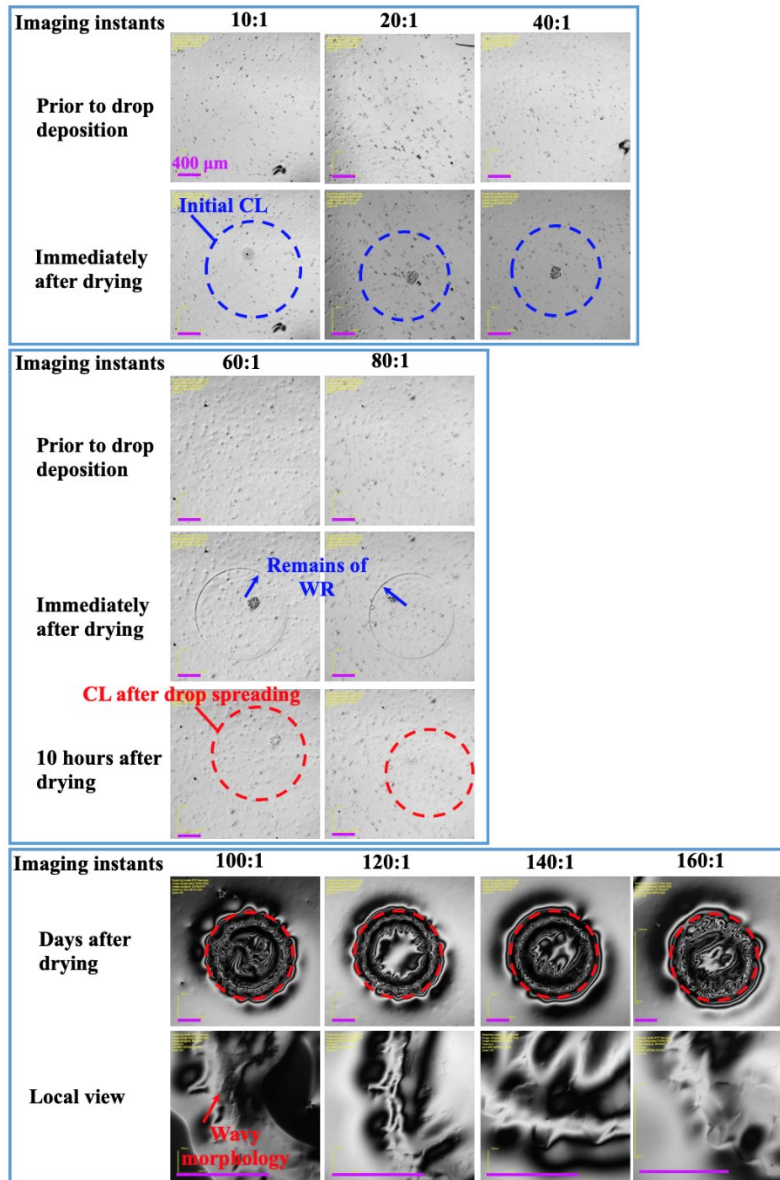 Imaging instants 10:1 20:1 40:1
Prior to drop
deposition
400 μm
Initial CL
Immediately
after drying
Imaging instants 60:1 80:1
Prior to drop
deposition
Remains of
WR
Immediately
after drying
CL after drop spreading
10 hours after
drying
Imaging instants 100:1 120:1 140:1 160:1
Days after
drying
Local view
Wavy
morphology